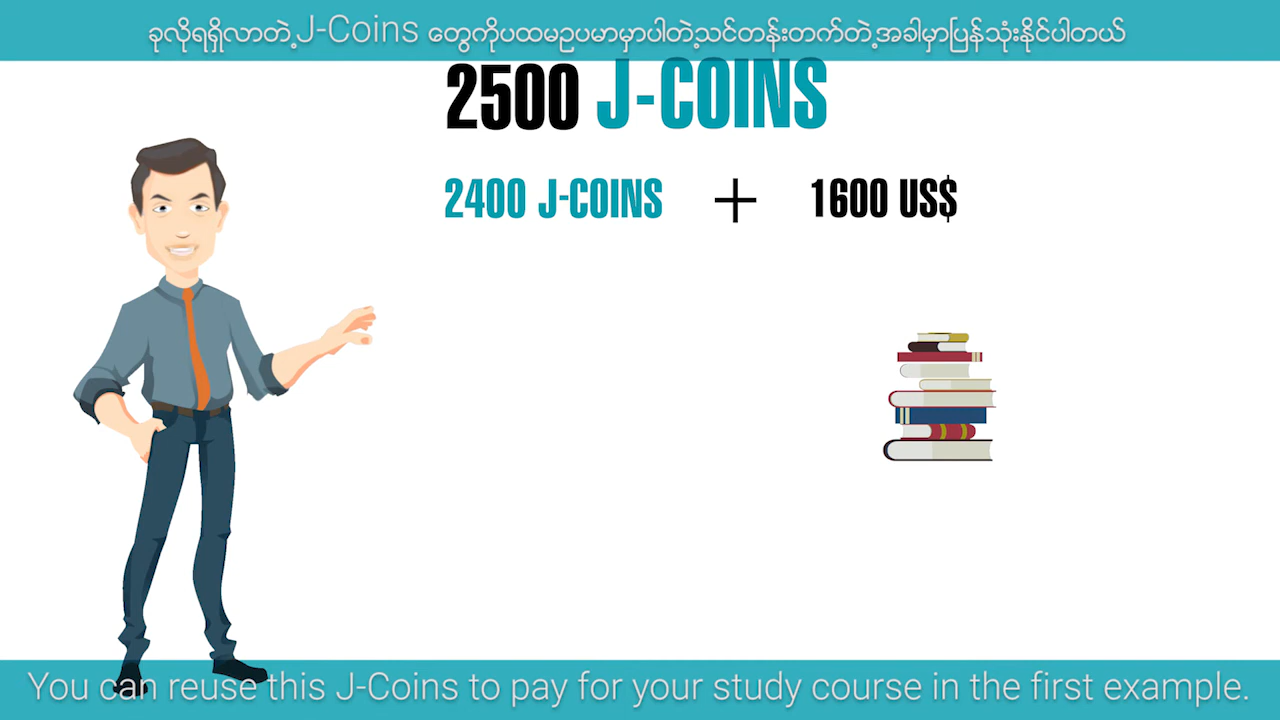 ခုလိုရရှိလာတဲ့ J-Coins တွေကိုပထမဥပမာမှာပါတဲ့သင်တန်းတက်တဲ့အခါမှာပြန်သုံးနိုင်ပါတယ်
2500 J-COINS
2400 J-COINS + 1600 US$
You can reuse this J-Coins to pay for your study course in the first example.